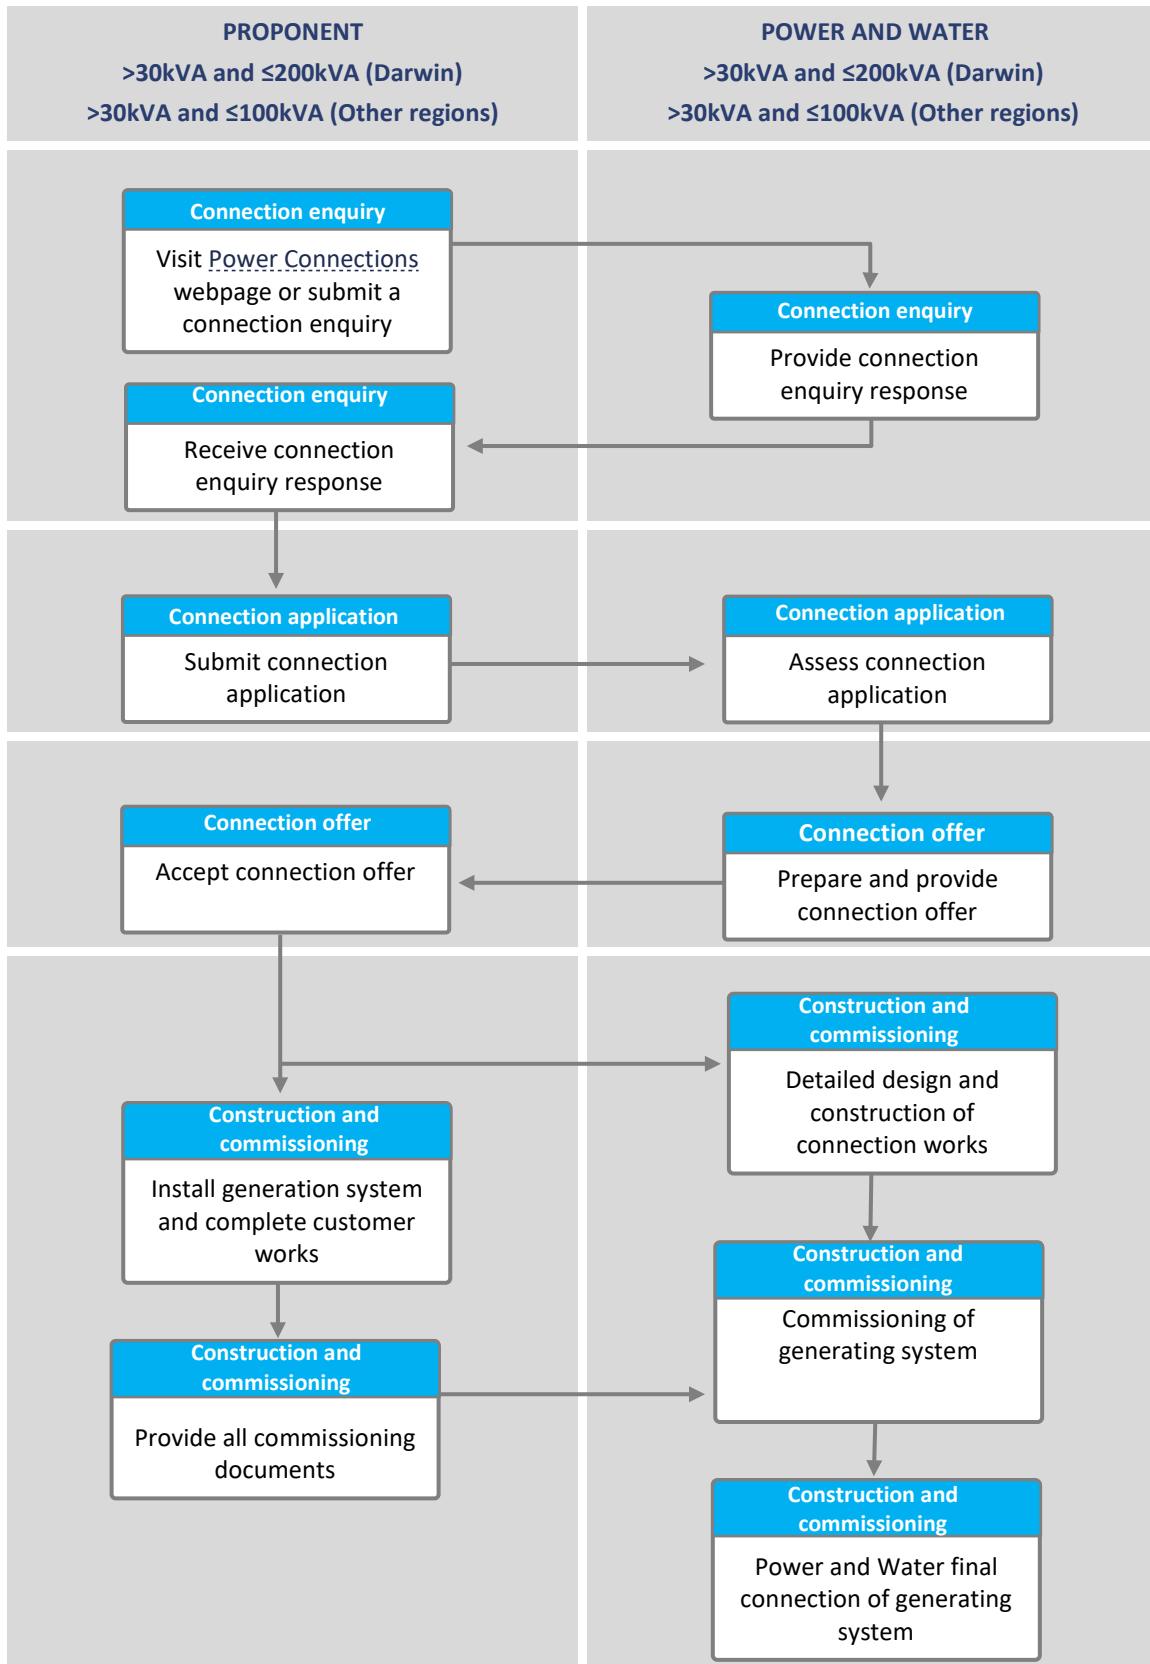 PROPONENT
>30kVA and ≤200kVA (Darwin)
>30kVA and ≤100kVA (Other regions)
POWER AND WATER
>30kVA and ≤200kVA (Darwin)
>30kVA and ≤100kVA (Other regions)
Connection enquiry
Visit Power Connections
webpage or submit a
connection enquiry
Connection enquiry
Provide connection
enquiry response
Connection enquiry
Receive connection
enquiry response
Connection application
Submit connection
application
Connection application
Assess connection
application
Connection offer
Accept connection offer
Connection offer
Prepare and provide
connection offer
Construction and
commissioning
Detailed design and
construction of
connection works
Construction and
commissioning
Install generation system
and complete customer
works
Construction and
commissioning
Commissioning of
generating system
Construction and
commissioning
Provide all commissioning
documents
Construction and
commissioning
Power and Water final
connection of generating
system